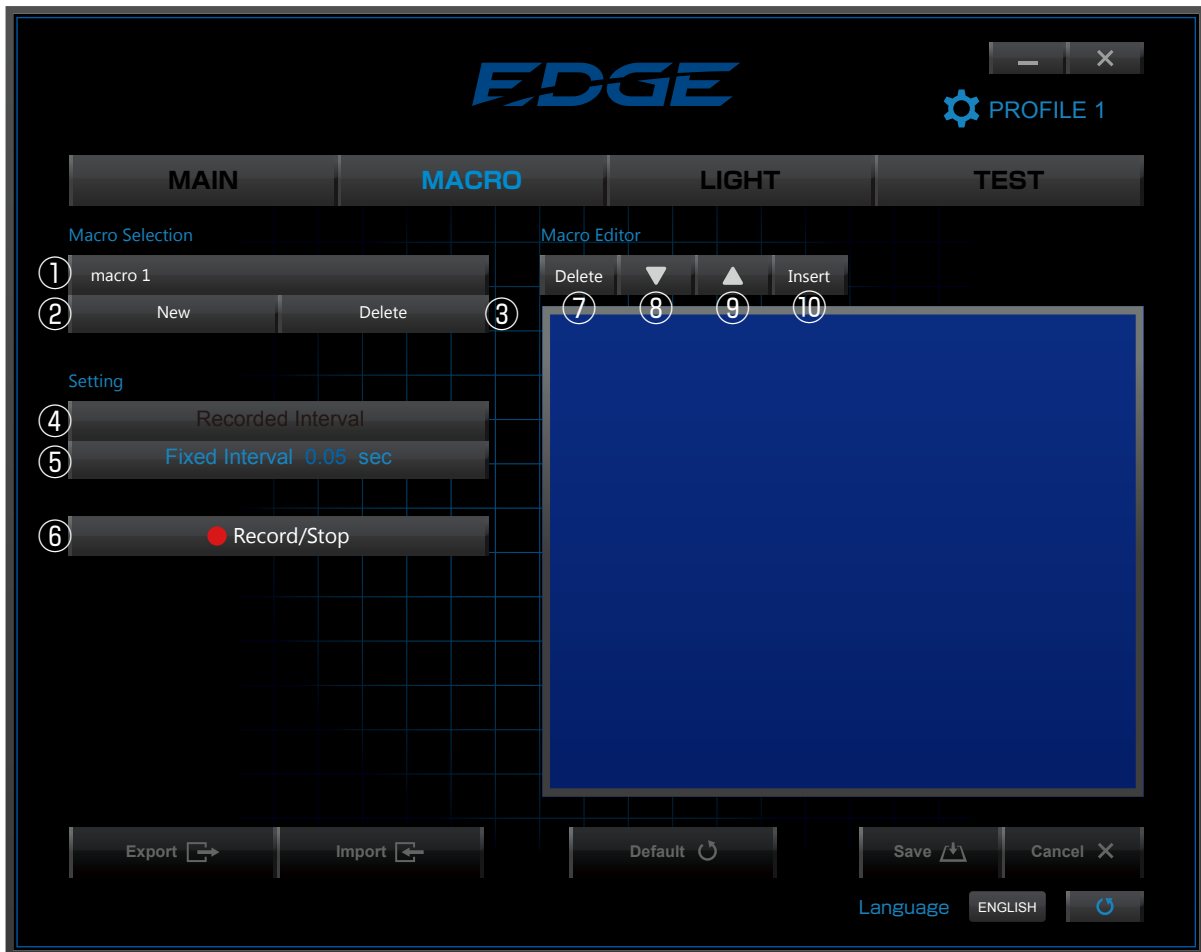 EDGE
PROFILE 1
MAIN MACRO LIGHT TEST
Macro Selection
① macro 1
② New Delete ③
Setting
④ Recorded Interval
⑤ Fixed Interval 0.05 sec
⑥ Record/Stop
Macro Editor
Delete ▼ ▲ Insert
⑦ ⑧ ⑨ ⑩
Export Import Default Save Cancel
Language ENGLISH